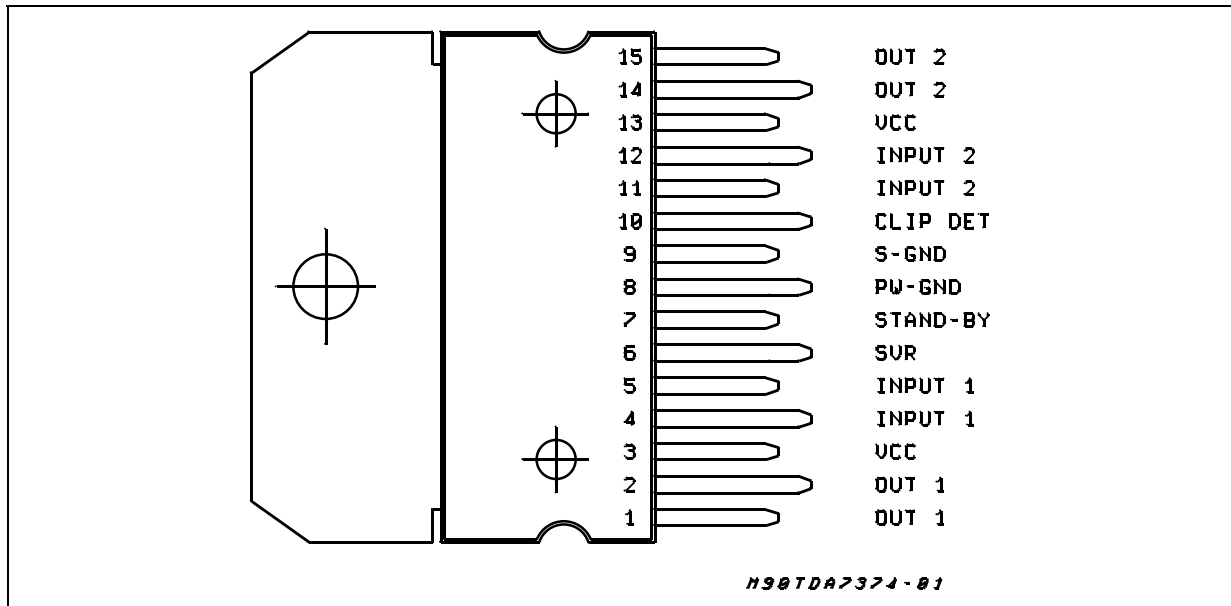 15 OUT 2
14 OUT 2
13 VCC
12 INPUT 2
11 INPUT 2
10 CLIP DET
9 S-GND
8 PW-GND
7 STAND-BY
6 SVR
5 INPUT 1
4 INPUT 1
3 VCC
2 OUT 1
1 OUT 1
M90TDA7374-01